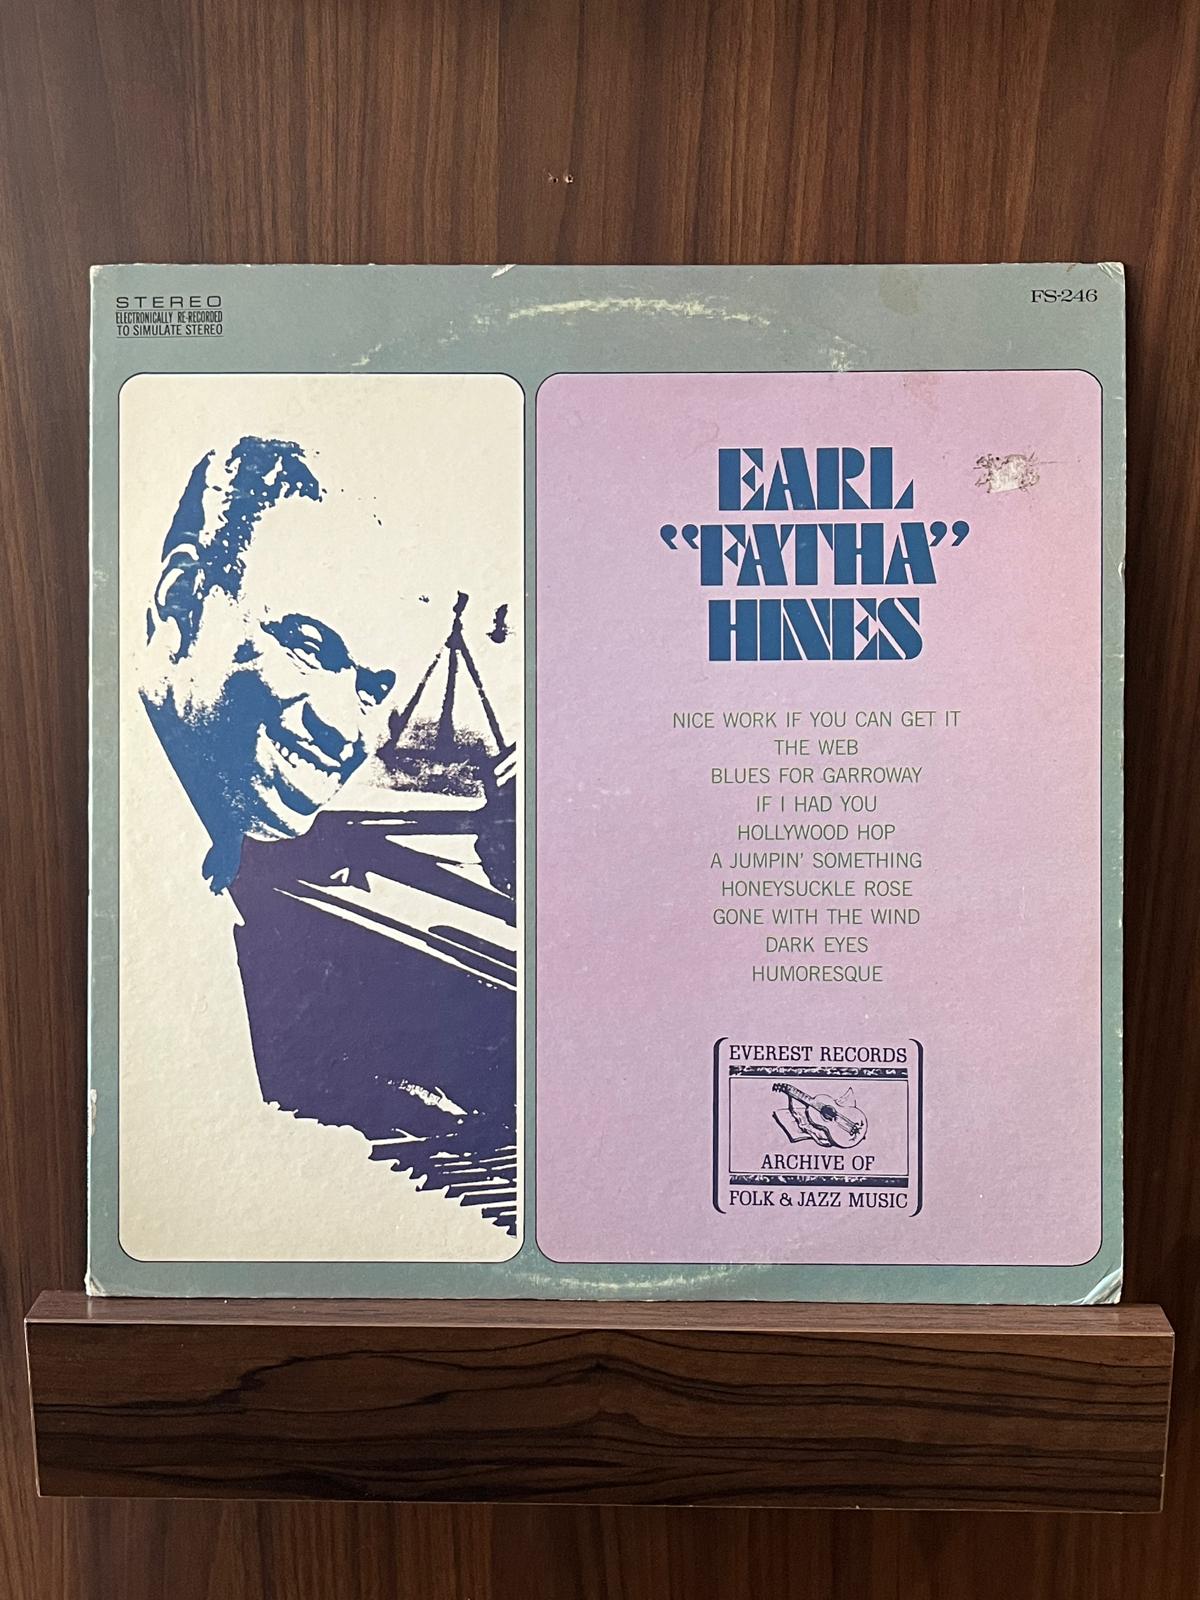 STEREO
ELECTRONICALLY RE-RECORDED
TO SIMULATE STEREO
FS-246
EARL
“FATHA”
HINES
NICE WORK IF YOU CAN GET IT
THE WEB
BLUES FOR GARROWAY
IF I HAD YOU
HOLLYWOOD HOP
A JUMPIN' SOMETHING
HONEYSUCKLE ROSE
GONE WITH THE WIND
DARK EYES
HUMORESQUE
EVEREST RECORDS
ARCHIVE OF
FOLK & JAZZ MUSIC